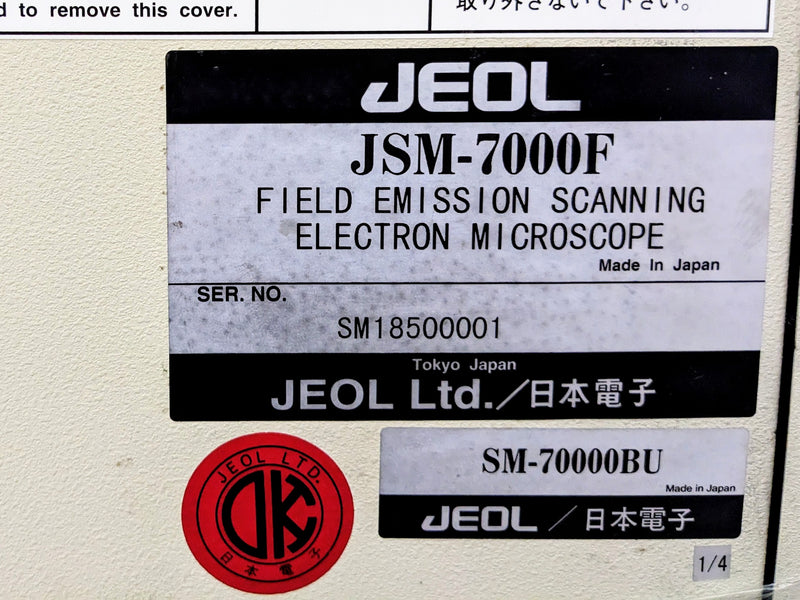 d to remove this cover.
取り外さないで下さい。
JEOL
JSM-7000F
FIELD EMISSION SCANNING
ELECTRON MICROSCOPE
Made In Japan
SER. NO.
SM18500001
Tokyo Japan
JEOL Ltd./日本電子
JEOL LTD.
日本電子
SM-70000BU
Made in Japan
JEOL / 日本電子
1/4